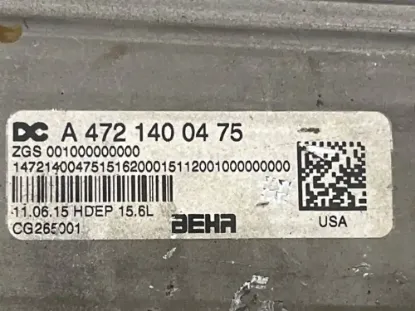 DC A 472 140 04 75
ZGS 001000000000
14721400475151620001511200100000000
11.06.15 HDEP 15.6L
BEHR
USA
CG265001